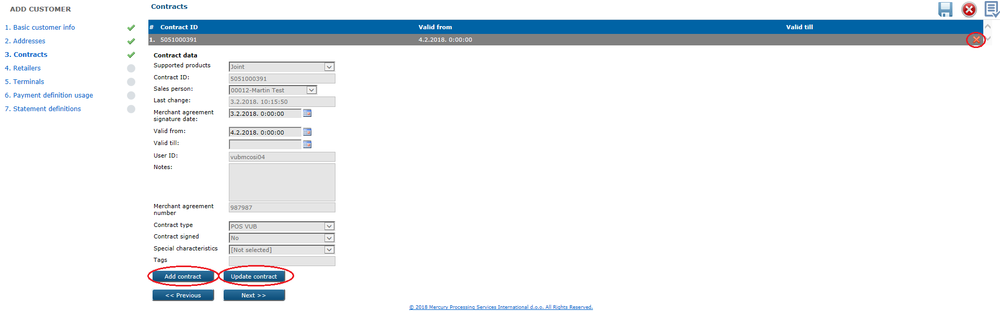 ADD CUSTOMER
1. Basic customer info
2. Addresses
3. Contracts
4. Retailers
5. Terminals
6. Payment definition usage
7. Statement definitions
Contracts
# Contract ID Valid from Valid till
1. 5051000391 4.2.2018. 0:00:00
Contract data
Supported products Joint
Contract ID: 5051000391
Sales person: 00012-Martin Test
Last change: 3.2.2018. 10:15:50
Merchant agreement
signature date: 3.2.2018. 0:00:00
Valid from: 4.2.2018. 0:00:00
Valid till:
User ID: vubmcosi04
Notes:
Merchant agreement
number 987987
Contract type POS VUB
Contract signed No
Special characteristics [Not selected]
Tags
Add contract Update contract
<< Previous Next >>
© 2018 Mercury Processing Services International d.o.o. All Rights Reserved.